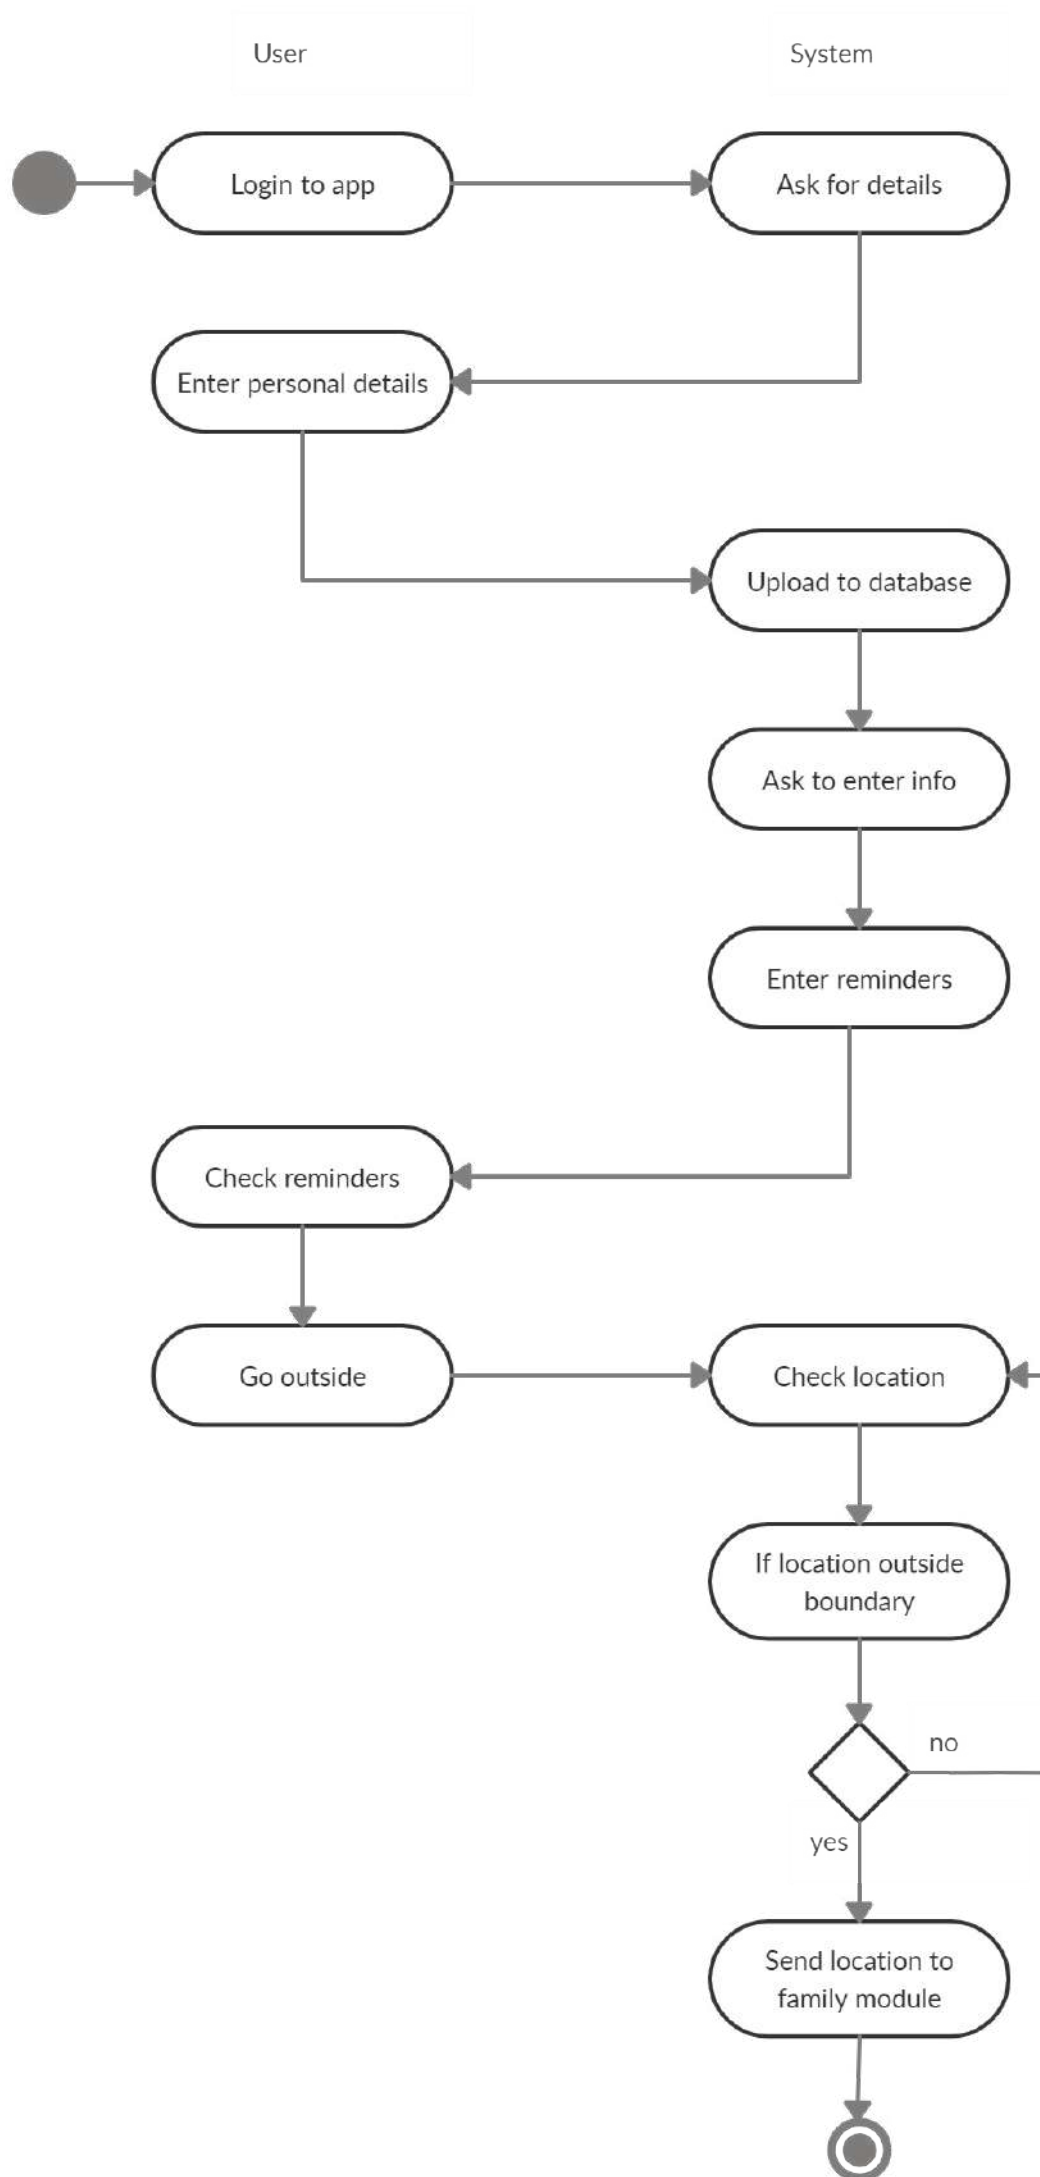 User
System
Login to app
Ask for details
Enter personal details
Upload to database
Ask to enter info
Enter reminders
Check reminders
Go outside
Check location
If location outside
boundary
no
yes
Send location to
family module